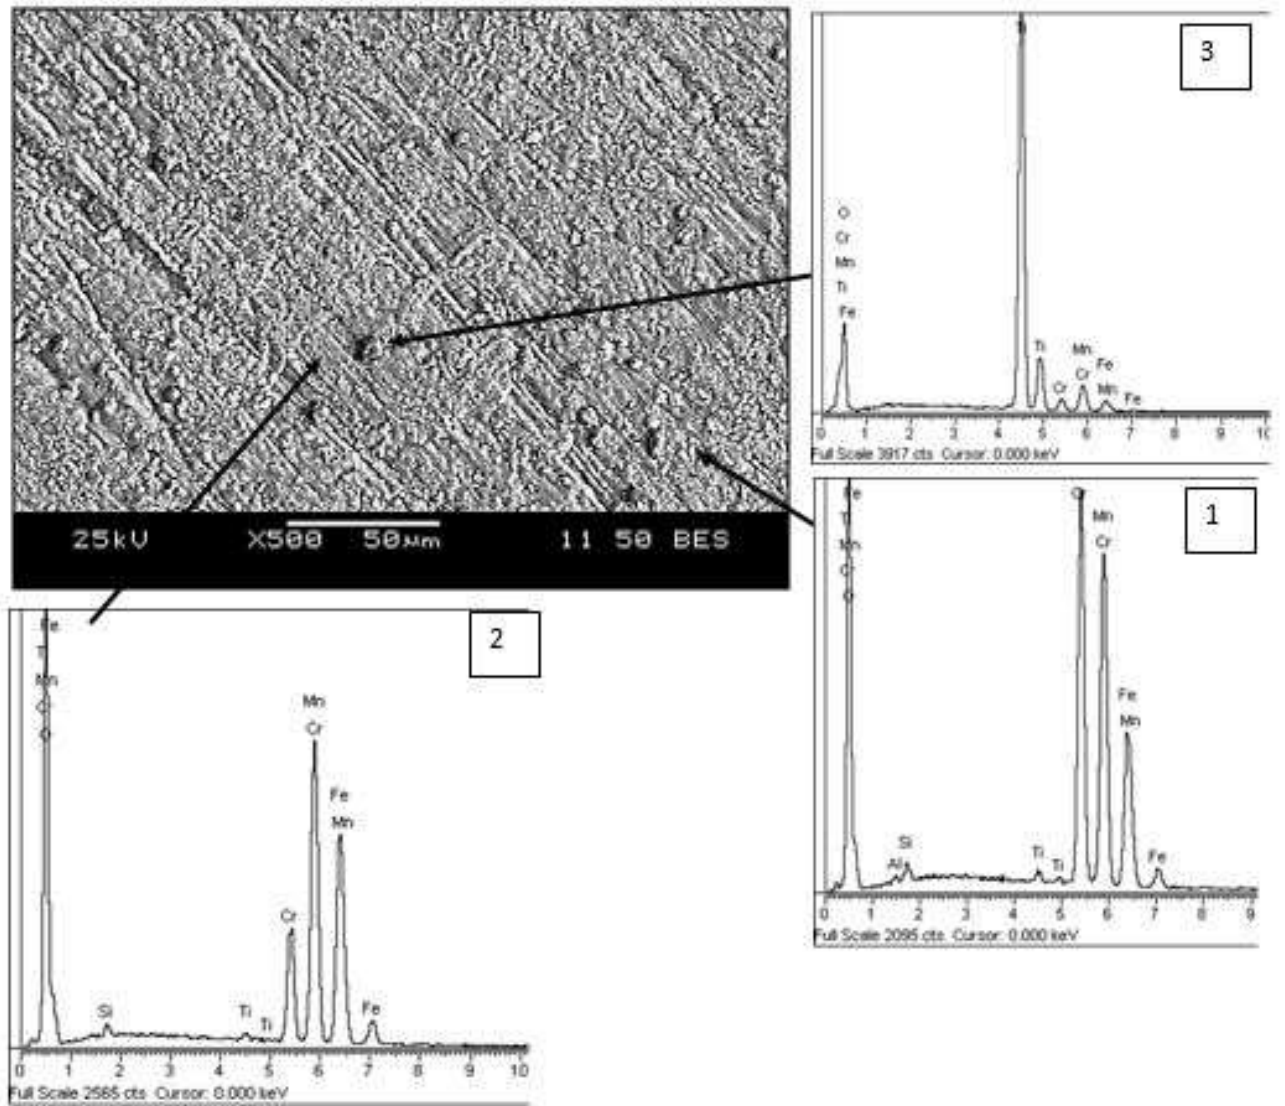 25kV X500 50μm 11 50 BES
3
O
Cr
Mn
Ti
Fe
Ti
Cr
Mn
Cr
Fe
Mn
Fe
0 1 2 3 4 5 6 7 8 9 10
Full Scale 3917 cts Cursor: 0.000 keV
1
Fe
Mn
Cr
O
Al
Si
Ti
Ti
Mn
Cr
Fe
Mn
Fe
0 1 2 3 4 5 6 7 8 9
Full Scale 2095 cts Cursor: 0.000 keV
2
Fe
Mn
O
Si
Ti
Ti
Cr
Mn
Cr
Fe
Mn
Fe
0 1 2 3 4 5 6 7 8 9 10
Full Scale 2565 cts Cursor: 0.000 keV